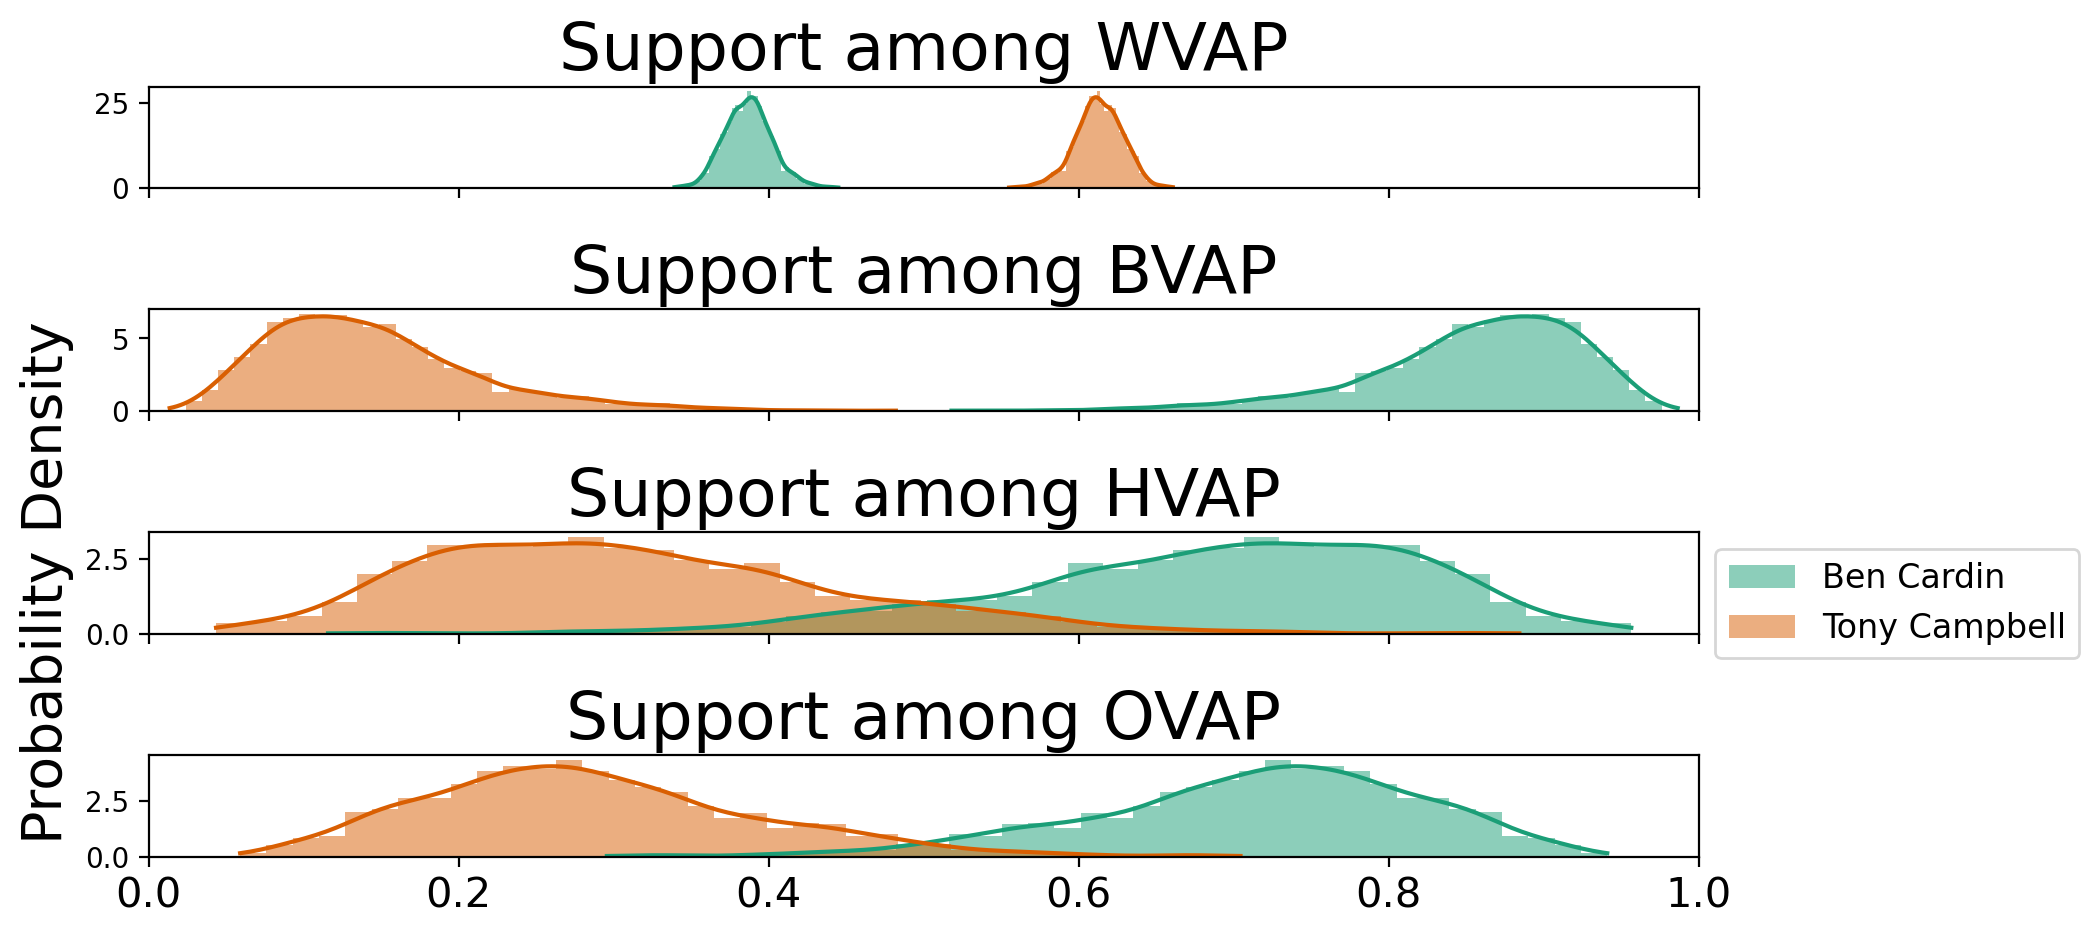 Support among WVAP
25
0
Support among BVAP
5
0
Support among HVAP
2.5
0.0
Support among OVAP
2.5
0.0
0.0 0.2 0.4 0.6 0.8 1.0
Probability Density
Ben Cardin
Tony Campbell